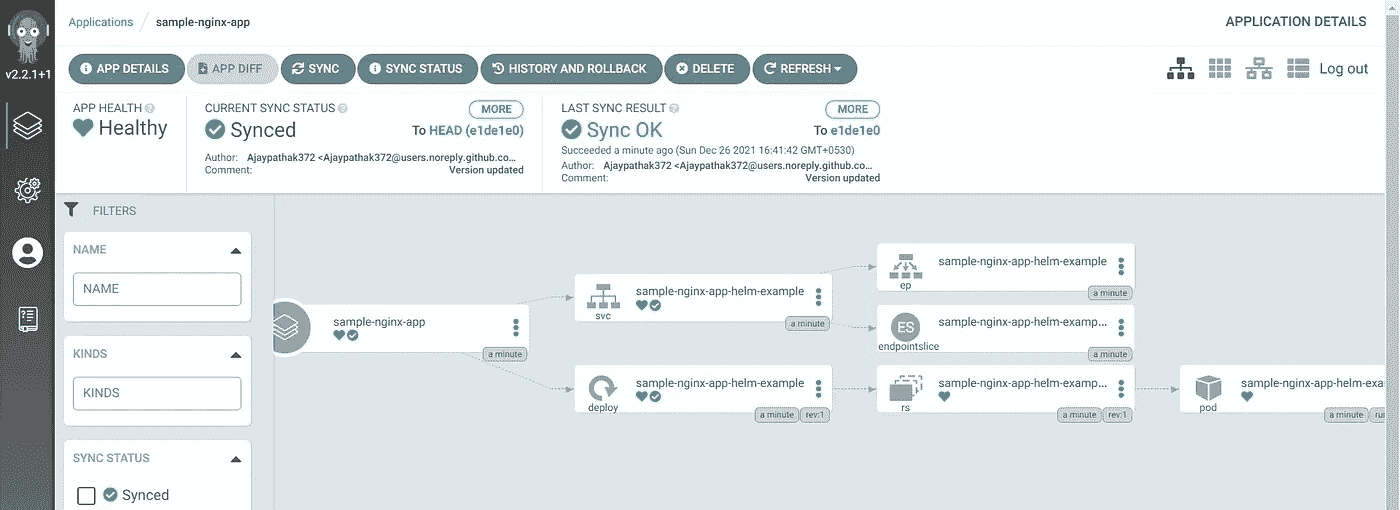 Applications / sample-nginx-app
APPLICATION DETAILS
v2.2.1+1
APP DETAILS
APP DIFF
SYNC
SYNC STATUS
HISTORY AND ROLLBACK
DELETE
REFRESH
Log out
APP HEALTH
Healthy
CURRENT SYNC STATUS
MORE
Synced
To HEAD (e1de1e0)
Author: Ajaypathak372 <Ajaypathak372@users.noreply.github.co...
Comment: Version updated
LAST SYNC RESULT
MORE
Sync OK
To e1de1e0
Succeeded a minute ago (Sun Dec 26 2021 16:41:42 GMT+0530)
Author: Ajaypathak372 <Ajaypathak372@users.noreply.github.co...
Comment: Version updated
FILTERS
NAME
NAME
KINDS
KINDS
SYNC STATUS
Synced
sample-nginx-app
a minute
svc
sample-nginx-app-helm-example
a minute
deploy
sample-nginx-app-helm-example
a minute
rev:1
ep
sample-nginx-app-helm-example
a minute
ES
endpointslice
sample-nginx-app-helm-examp...
a minute
rs
sample-nginx-app-helm-examp...
a minute
rev:1
pod
sample-nginx-app-helm-exa
a minute